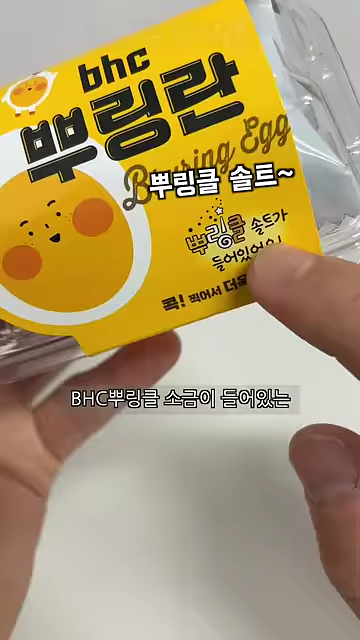 bhc
뿌링란
Bburing Egg
뿌링클 솔트~
뿌링클 솔트가
들어있어요!
콕! 찍어서 더욱
BHC뿌링클 소금이 들어있는